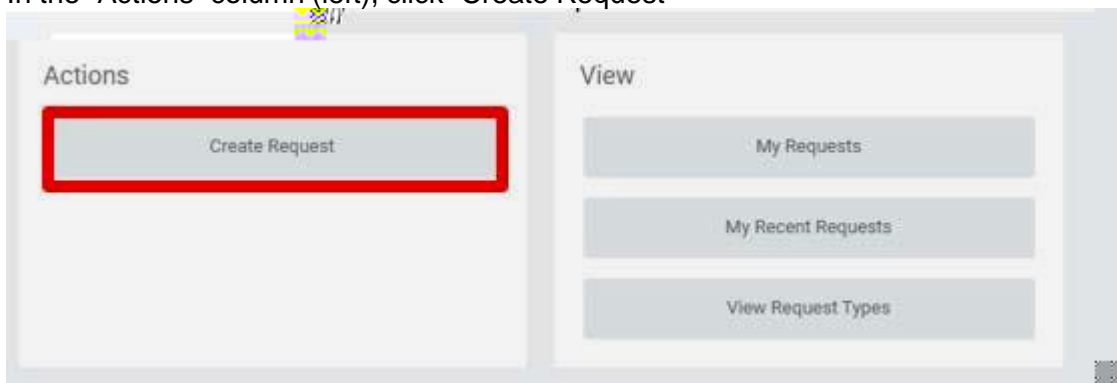 In the "Actions" column (left), click "Create Request"
Actions
View
Create Request
My Requests
My Recent Requests
View Request Types